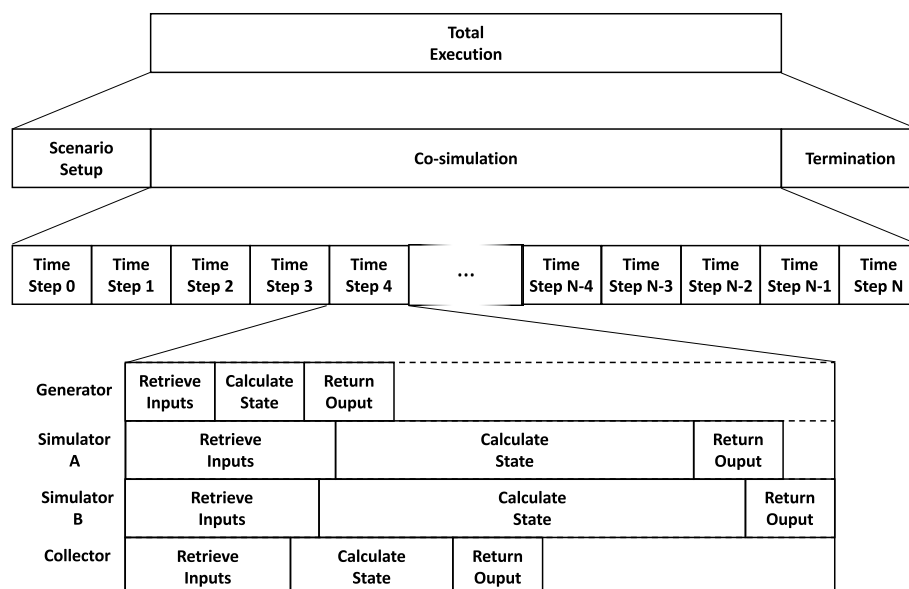 Total
Execution
Scenario
Setup
Co-simulation
Termination
Time
Step 0
Time
Step 1
Time
Step 2
Time
Step 3
Time
Step 4
...
Time
Step N-4
Time
Step N-3
Time
Step N-2
Time
Step N-1
Time
Step N
Generator
Retrieve
Inputs
Calculate
State
Return
Ouput
Simulator
A
Retrieve
Inputs
Calculate
State
Return
Ouput
Simulator
B
Retrieve
Inputs
Calculate
State
Return
Ouput
Collector
Retrieve
Inputs
Calculate
State
Return
Ouput